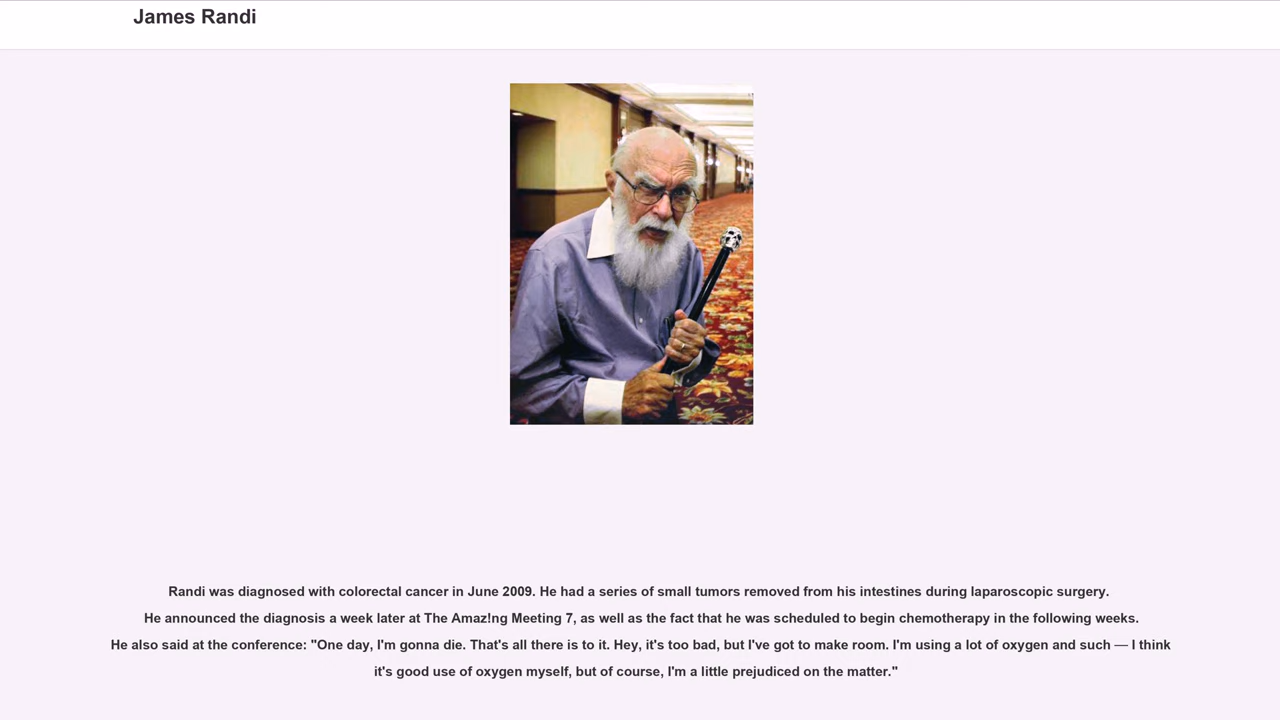 James Randi
Randi was diagnosed with colorectal cancer in June 2009. He had a series of small tumors removed from his intestines during laparoscopic surgery.
He announced the diagnosis a week later at The Amaz!ng Meeting 7, as well as the fact that he was scheduled to begin chemotherapy in the following weeks.
He also said at the conference: "One day, I'm gonna die. That's all there is to it. Hey, it's too bad, but I've got to make room. I'm using a lot of oxygen and such — I think
it's good use of oxygen myself, but of course, I'm a little prejudiced on the matter."